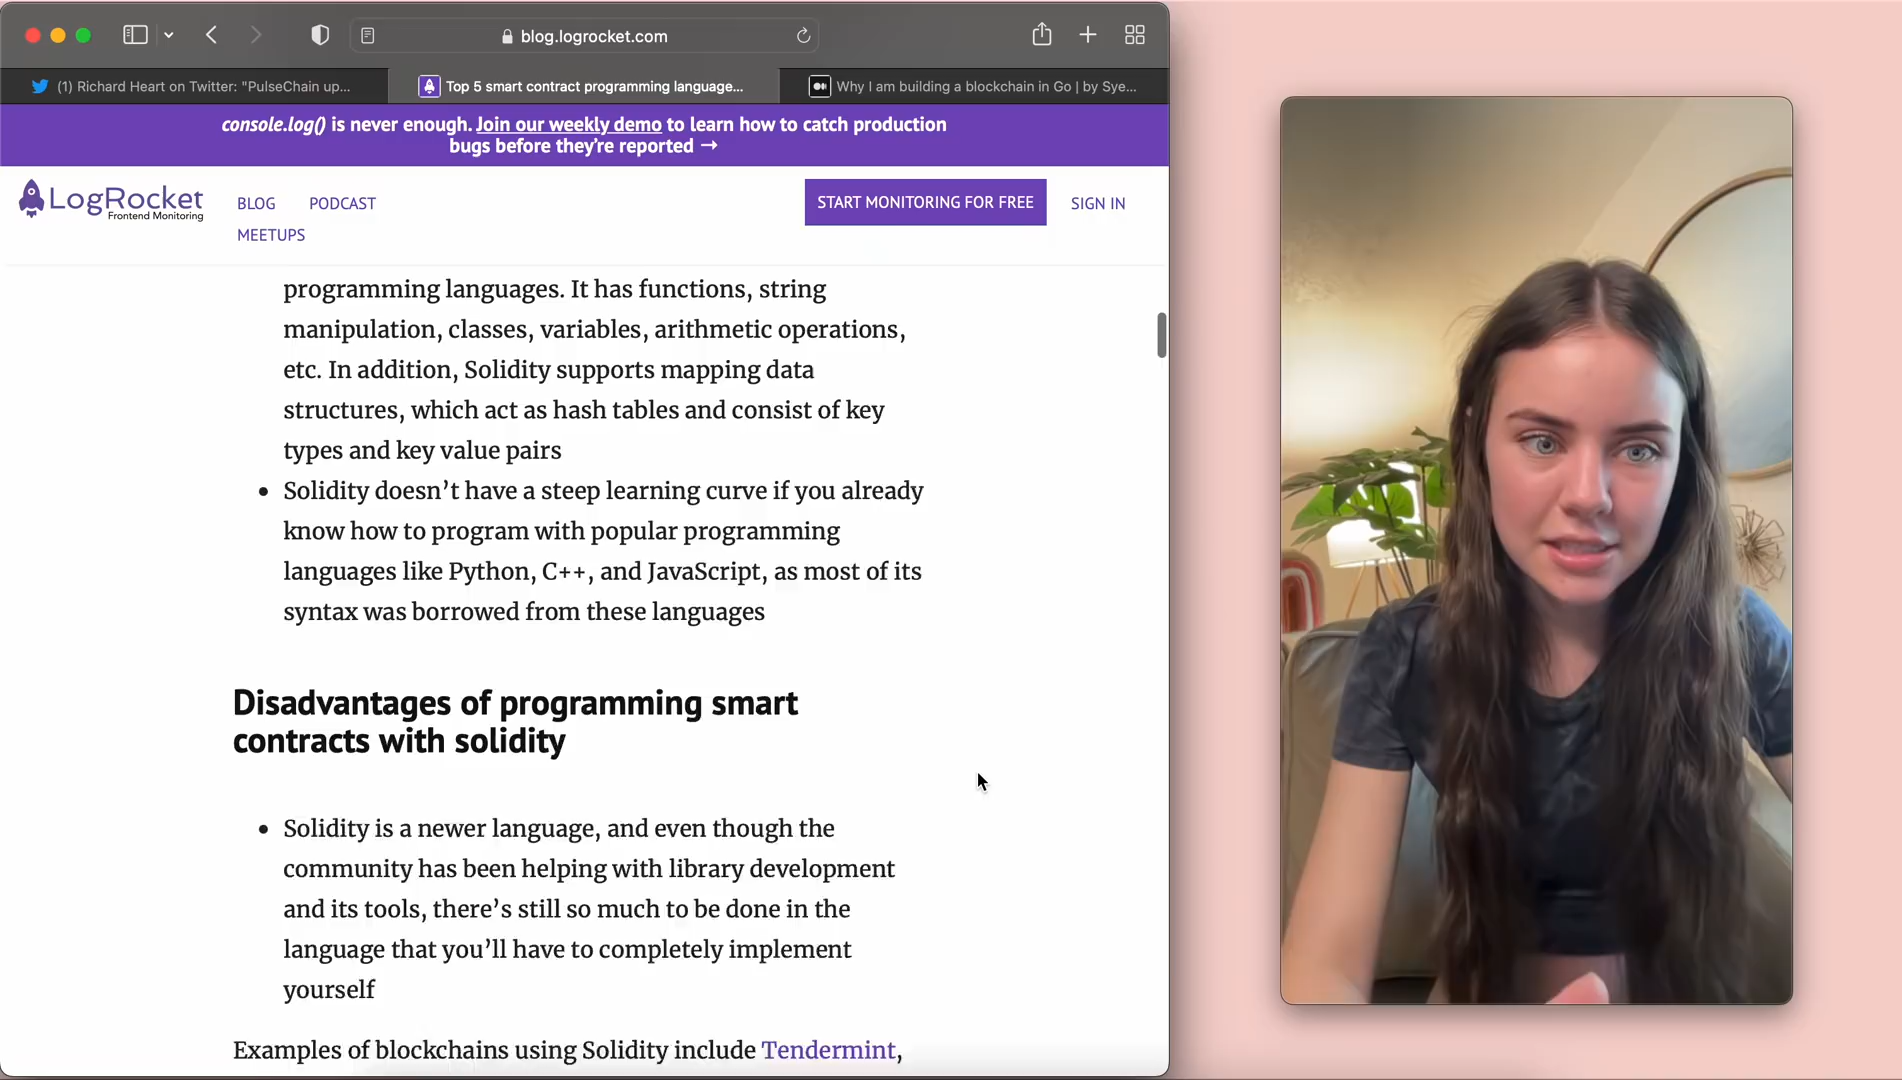 blog.logrocket.com
(1) Richard Heart on Twitter: "PulseChain up...
Top 5 smart contract programming language...
Why I am building a blockchain in Go | by Sye...
console.log() is never enough. Join our weekly demo to learn how to catch production
bugs before they’re reported →
LogRocket
Frontend Monitoring
BLOG
PODCAST
MEETUPS
START MONITORING FOR FREE
SIGN IN
programming languages. It has functions, string
manipulation, classes, variables, arithmetic operations,
etc. In addition, Solidity supports mapping data
structures, which act as hash tables and consist of key
types and key value pairs
• Solidity doesn’t have a steep learning curve if you already
know how to program with popular programming
languages like Python, C++, and JavaScript, as most of its
syntax was borrowed from these languages
Disadvantages of programming smart
contracts with solidity
• Solidity is a newer language, and even though the
community has been helping with library development
and its tools, there’s still so much to be done in the
language that you’ll have to completely implement
yourself
Examples of blockchains using Solidity include Tendermint,